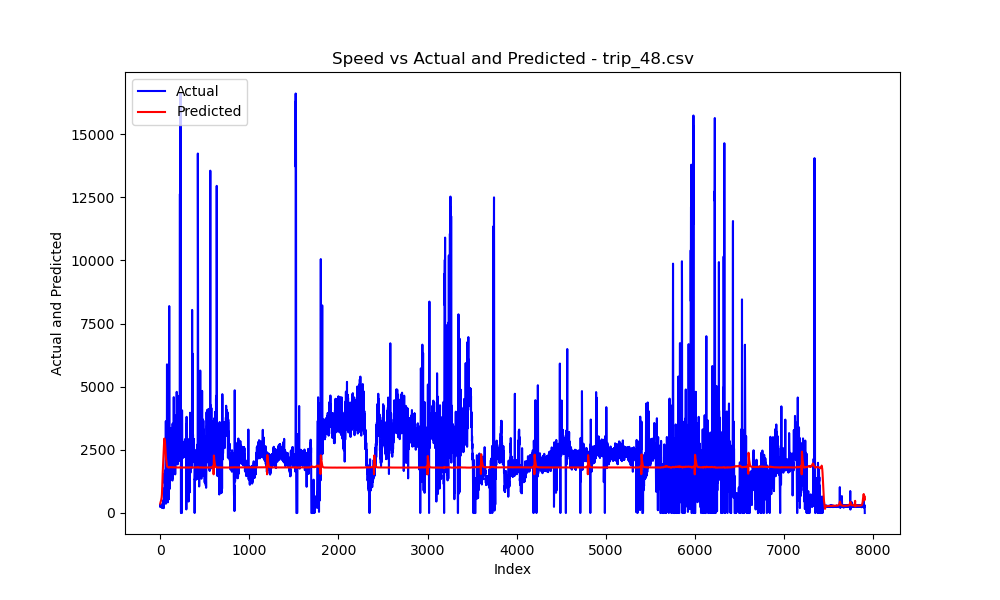 Speed vs Actual and Predicted - trip_48.csv
Actual
Predicted
15000
12500
10000
7500
5000
2500
0
Actual and Predicted
0 1000 2000 3000 4000 5000 6000 7000 8000
Index